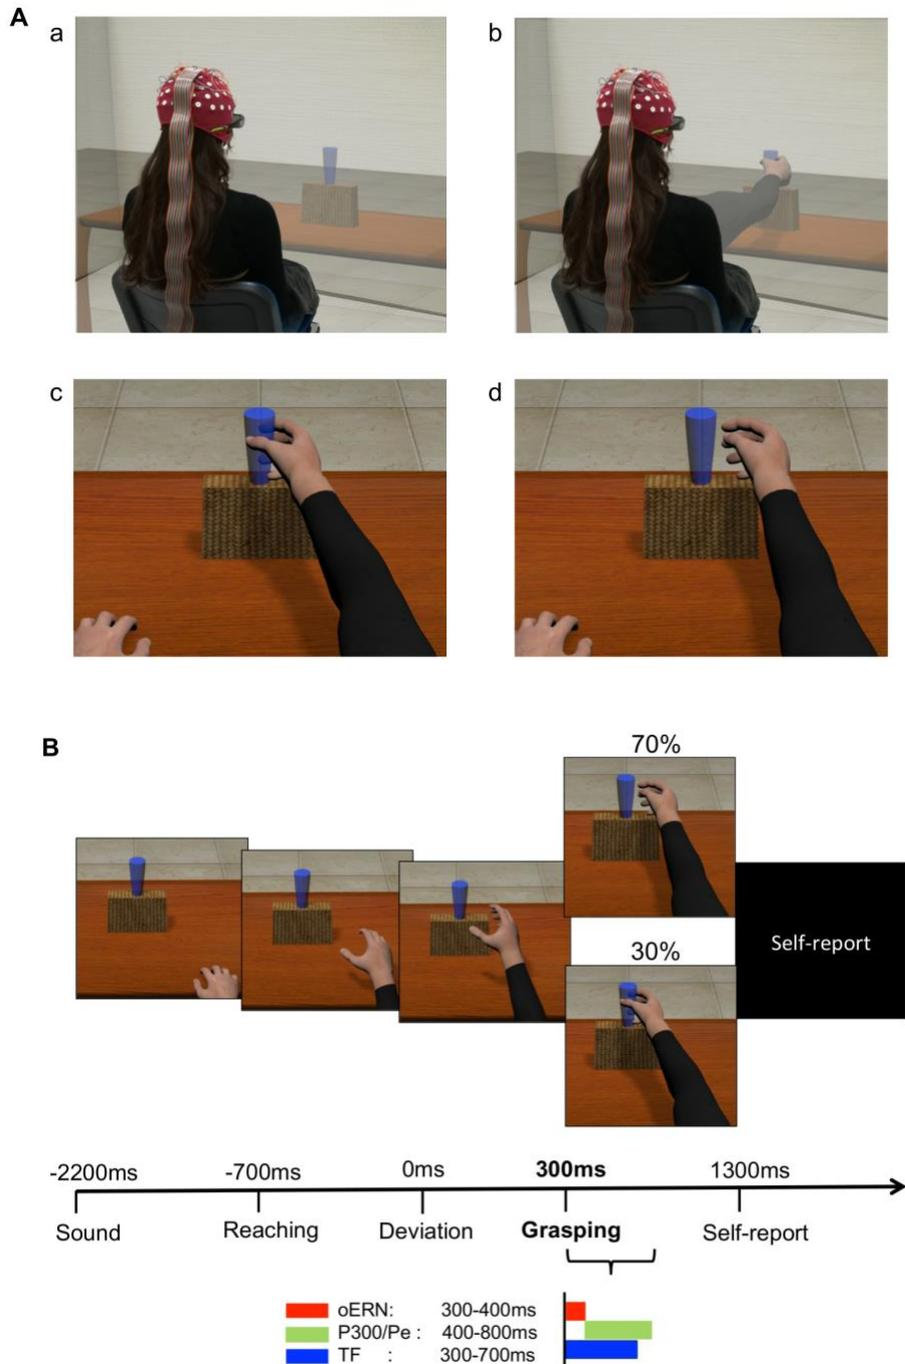 A
a b
c d
B
70%
30%
Self-report
-2200ms -700ms 0ms 300ms 1300ms
Sound Reaching Deviation Grasping Self-report
oERN: 300-400ms
P300/Pe : 400-800ms
TF : 300-700ms